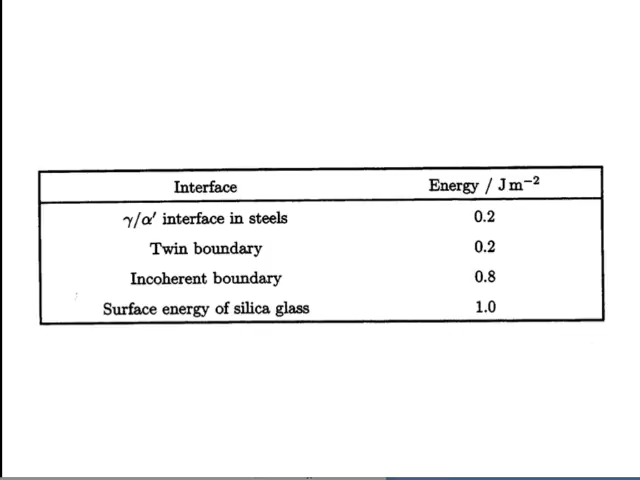 Interface Energy / J m⁻²
γ/α′ interface in steels 0.2
Twin boundary 0.2
Incoherent boundary 0.8
Surface energy of silica glass 1.0